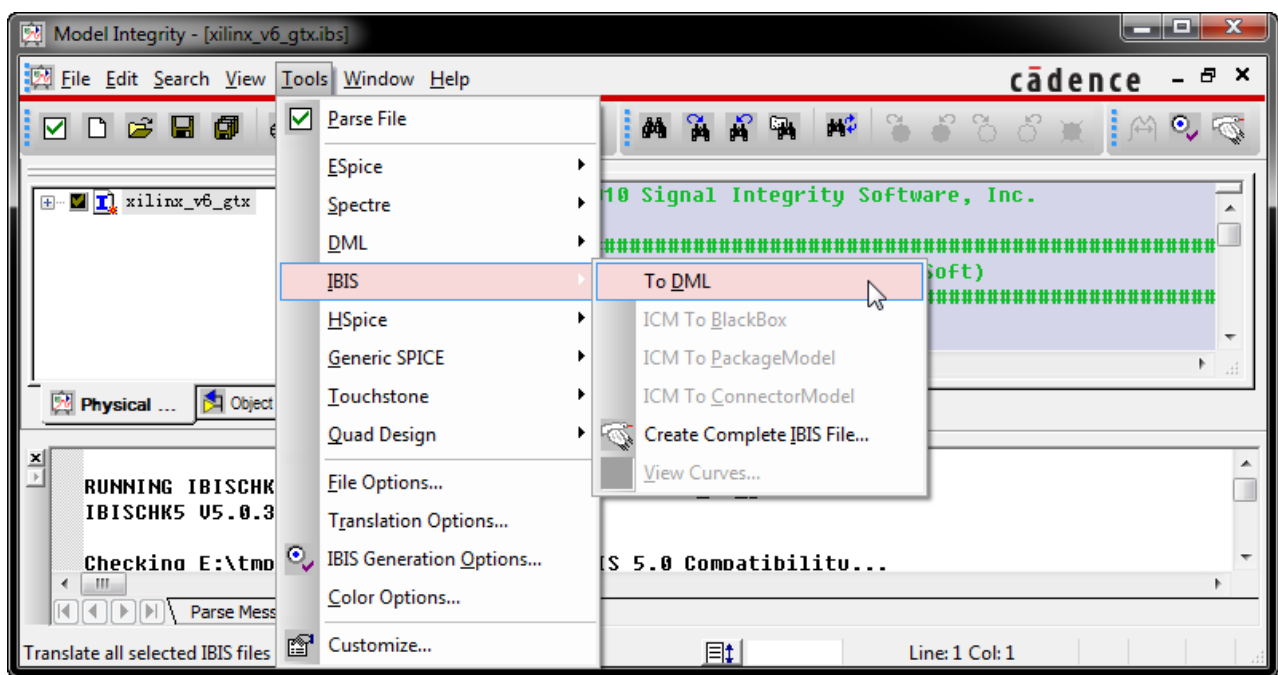 Model Integrity - [xilinx_v6_gtx.ibs]
File Edit Search View Tools Window Help
cādence
Parse File
ESpice
Spectre
DML
IBIS
HSpice
Generic SPICE
Touchstone
Quad Design
File Options...
Translation Options...
IBIS Generation Options...
Color Options...
Customize...
To DML
ICM To BlackBox
ICM To PackageModel
ICM To ConnectorModel
Create Complete IBIS File...
View Curves...
xilinx_v6_gtx
10 Signal Integrity Software, Inc.
################################################
Soft)
########################
Physical ... Object
RUNNING IBISCHK
IBISCHK5 V5.0.3
Checking E:\tmp IS 5.0 Compatibility...
Parse Mess
Translate all selected IBIS files
Line: 1 Col: 1